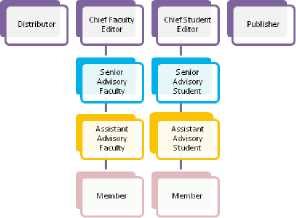 Distributor
Chief Faculty
Editor
Chief Student
Editor
Publisher
Senior
Advisory
Faculty
Senior
Advisory
Student
Assistant
Advisory
Faculty
Assistant
Advisory
Student
Member
Member